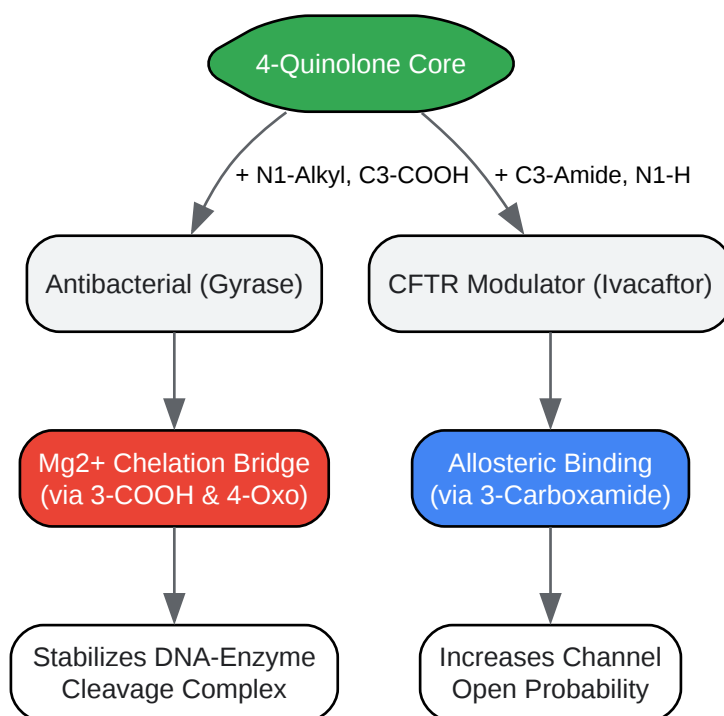 4-Quinolone Core
+ N1-Alkyl, C3-COOH
+ C3-Amide, N1-H
Antibacterial (Gyrase)
CFTR Modulator (Ivacaftor)
Mg2+ Chelation Bridge
(via 3-COOH & 4-Oxo)
Allosteric Binding
(via 3-Carboxamide)
Stabilizes DNA-Enzyme
Cleavage Complex
Increases Channel
Open Probability